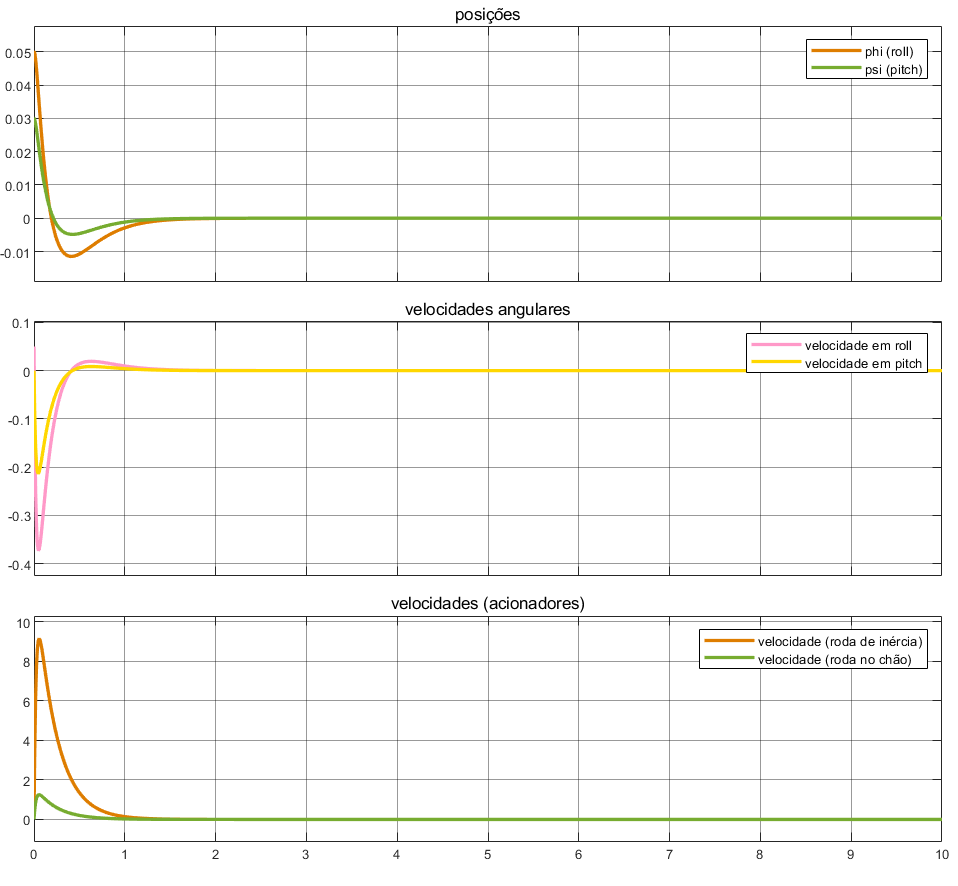 posições
0.05
0.04
0.03
0.02
0.01
0
-0.01
phi (roll)
psi (pitch)
velocidades angulares
0.1
0
-0.1
-0.2
-0.3
-0.4
velocidade em roll
velocidade em pitch
velocidades (acionadores)
10
8
6
4
2
0
velocidade (roda de inércia)
velocidade (roda no chão)
0 1 2 3 4 5 6 7 8 9 10